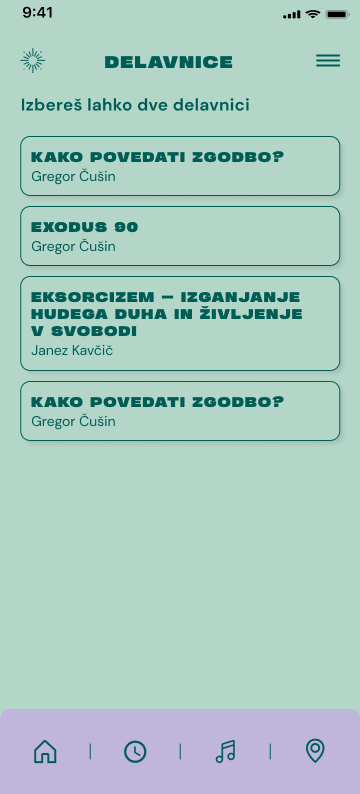 9:41
DELAVNICE
Izbereš lahko dve delavnici
KAKO POVEDATI ZGODBO?
Gregor Čušin
EXODUS 90
Gregor Čušin
EKSORCIZEM – IZGANJANJE
HUDEGA DUHA IN ŽIVLJENJE
V SVOBODI
Janez Kavčič
KAKO POVEDATI ZGODBO?
Gregor Čušin